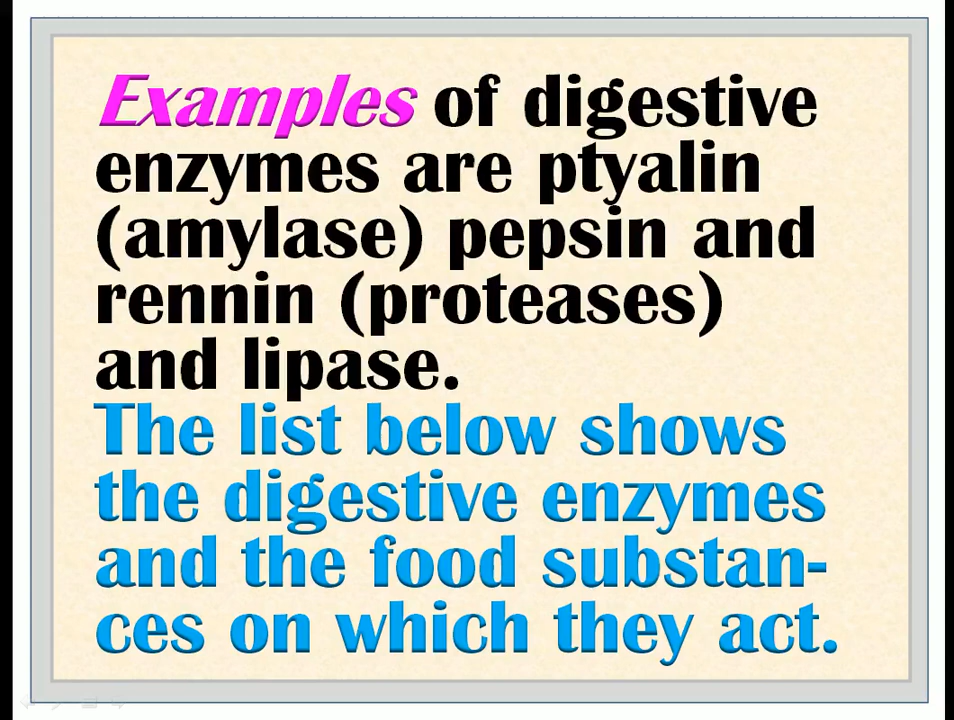 Examples of digestive
enzymes are ptyalin
(amylase) pepsin and
rennin (proteases)
and lipase.
The list below shows
the digestive enzymes
and the food substan-
ces on which they act.